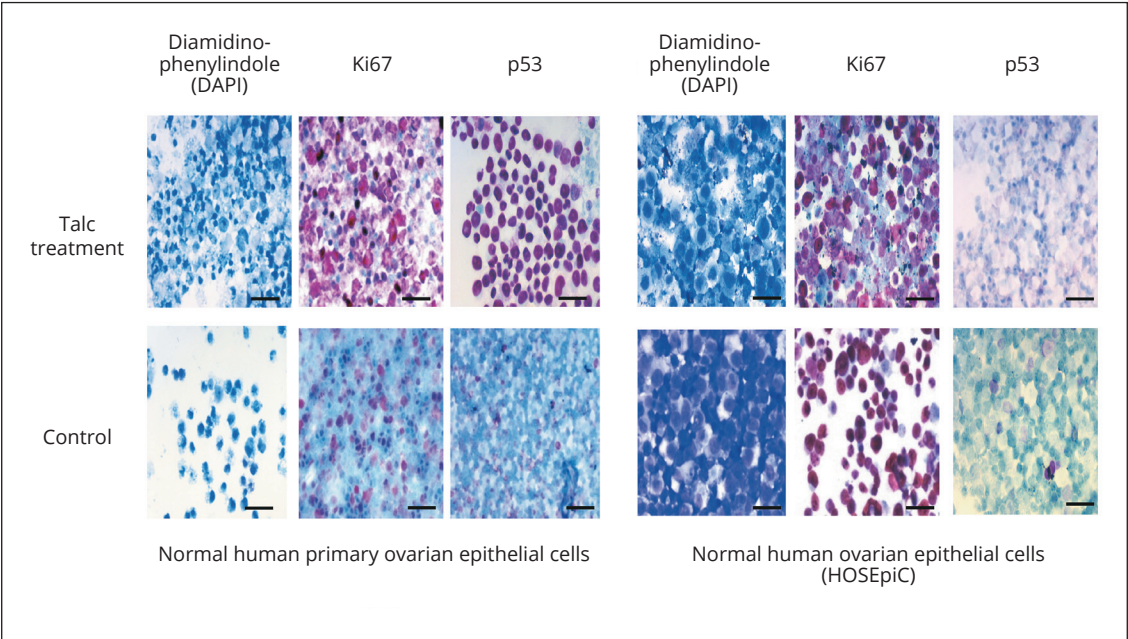 Diamidino-
phenylindole
(DAPI)
Ki67
p53
Diamidino-
phenylindole
(DAPI)
Ki67
p53
Talc
treatment
Control
Normal human primary ovarian epithelial cells
Normal human ovarian epithelial cells
(HOSEpiC)